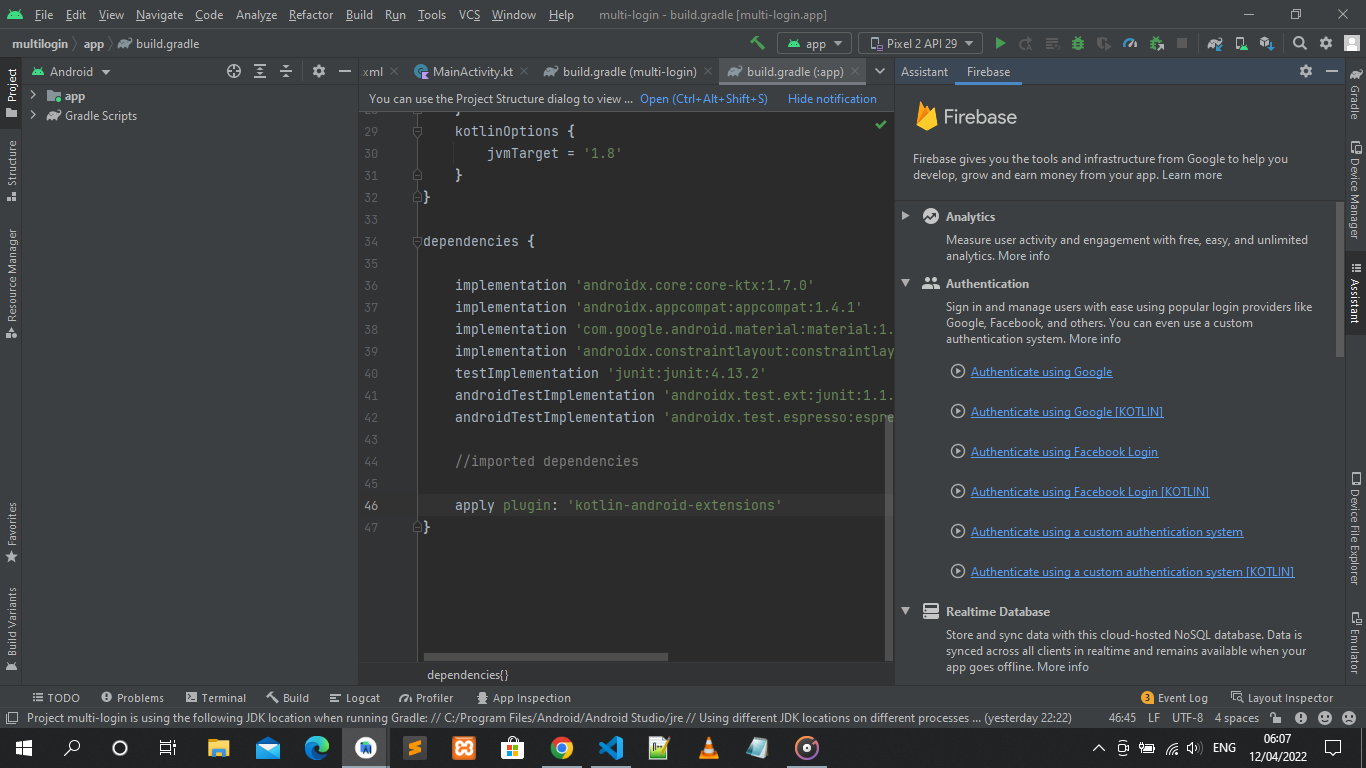 File Edit View Navigate Code Analyze Refactor Build Run Tools VCS Window Help multi-login - build.gradle [multi-login.app]
multilogin app build.gradle app Pixel 2 API 29
Project
Structure
Resource Manager
Favorites
Build Variants
Android
app
Gradle Scripts
.xml MainActivity.kt build.gradle (multi-login) build.gradle (:app)
You can use the Project Structure dialog to view ... Open (Ctrl+Alt+Shift+S) Hide notification
29 kotlinOptions {
30 jvmTarget = '1.8'
31 }
32 }
33
34 dependencies {
35
36 implementation 'androidx.core:core-ktx:1.7.0'
37 implementation 'androidx.appcompat:appcompat:1.4.1'
38 implementation 'com.google.android.material:material:1.
39 implementation 'androidx.constraintlayout:constraintlay
40 testImplementation 'junit:junit:4.13.2'
41 androidTestImplementation 'androidx.test.ext:junit:1.1.
42 androidTestImplementation 'androidx.test.espresso:espre
43
44 //imported dependencies
45
46 apply plugin: 'kotlin-android-extensions'
47 }
dependencies{}
Assistant Firebase
Firebase
Firebase gives you the tools and infrastructure from Google to help you
develop, grow and earn money from your app. Learn more
Analytics
Measure user activity and engagement with free, easy, and unlimited
analytics. More info
Authentication
Sign in and manage users with ease using popular login providers like
Google, Facebook, and others. You can even use a custom
authentication system. More info
Authenticate using Google
Authenticate using Google [KOTLIN]
Authenticate using Facebook Login
Authenticate using Facebook Login [KOTLIN]
Authenticate using a custom authentication system
Authenticate using a custom authentication system [KOTLIN]
Realtime Database
Store and sync data with this cloud-hosted NoSQL database. Data is
synced across all clients in realtime and remains available when your
app goes offline. More info
Gradle
Device Manager
Assistant
Device File Explorer
Emulator
TODO Problems Terminal Build Logcat Profiler App Inspection 3 Event Log Layout Inspector
Project multi-login is using the following JDK location when running Gradle: // C:/Program Files/Android/Android Studio/jre // Using different JDK locations on different processes ... (yesterday 22:22) 46:45 LF UTF-8 4 spaces
ENG 06:07
12/04/2022